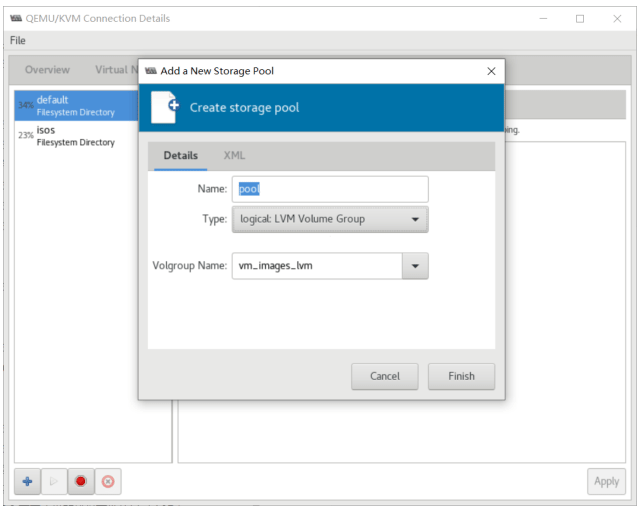 QEMU/KVM Connection Details
File
Overview Virtual N
Add a New Storage Pool
Create storage pool
34% default
Filesystem Directory
23% isos
Filesystem Directory
Details XML
Name: pool
Type: logical: LVM Volume Group
Volgroup Name: vm_images_lvm
Cancel Finish
Apply